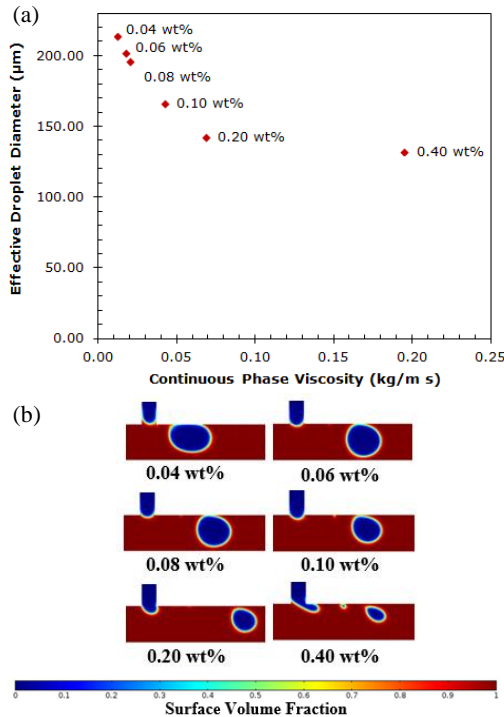 (a)
Effective Droplet Diameter (µm)
200.00
150.00
100.00
50.00
0.00
0.04 wt%
0.06 wt%
0.08 wt%
0.10 wt%
0.20 wt%
0.40 wt%
0.00 0.05 0.10 0.15 0.20 0.25
Continuous Phase Viscosity (kg/m s)
(b)
0.04 wt% 0.06 wt%
0.08 wt% 0.10 wt%
0.20 wt% 0.40 wt%
0 0.1 0.2 0.3 0.4 0.5 0.6 0.7 0.8 0.9 1
Surface Volume Fraction